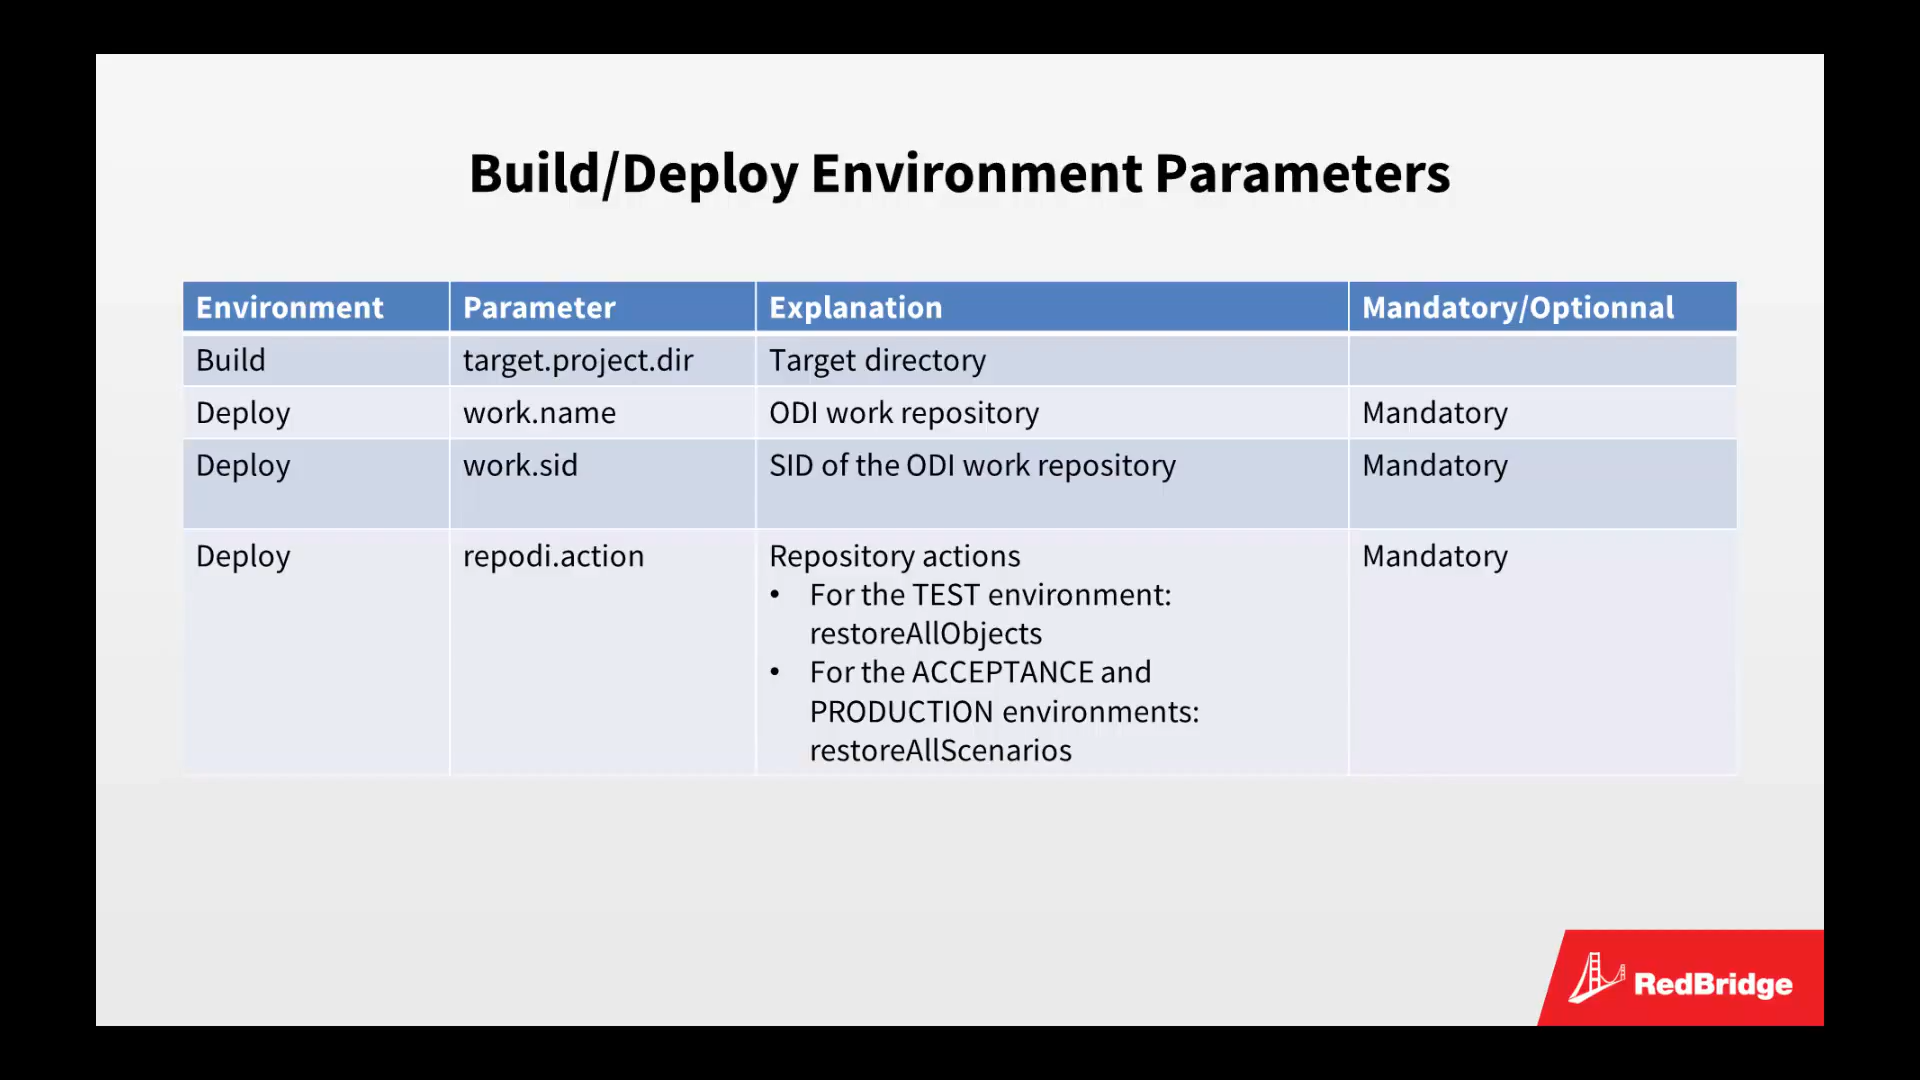 Build/Deploy Environment Parameters
Environment Parameter Explanation Mandatory/Optionnal
Build target.project.dir Target directory
Deploy work.name ODI work repository Mandatory
Deploy work.sid SID of the ODI work repository Mandatory
Deploy repodi.action Repository actions Mandatory
• For the TEST environment:
restoreAllObjects
• For the ACCEPTANCE and
PRODUCTION environments:
restoreAllScenarios
RedBridge